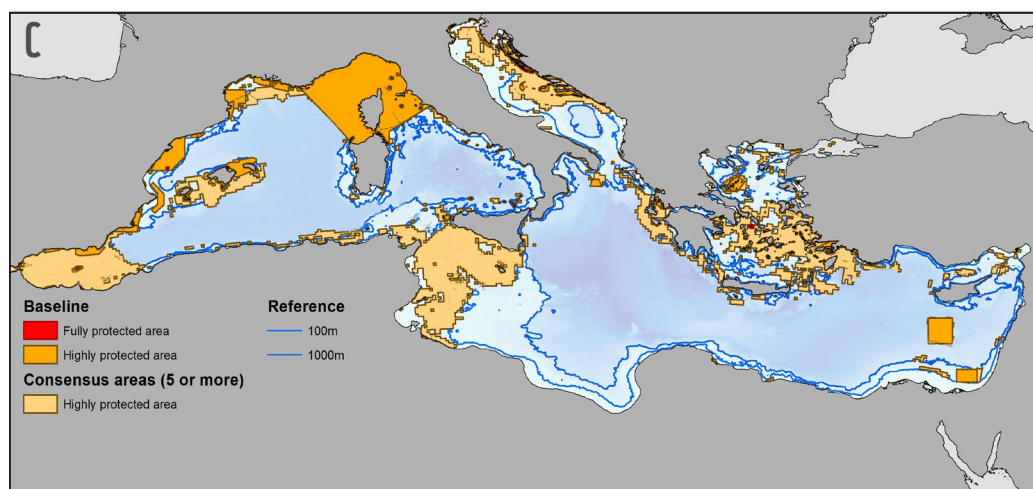 C
Baseline
Fully protected area
Highly protected area
Consensus areas (5 or more)
Highly protected area
Reference
100m
1000m